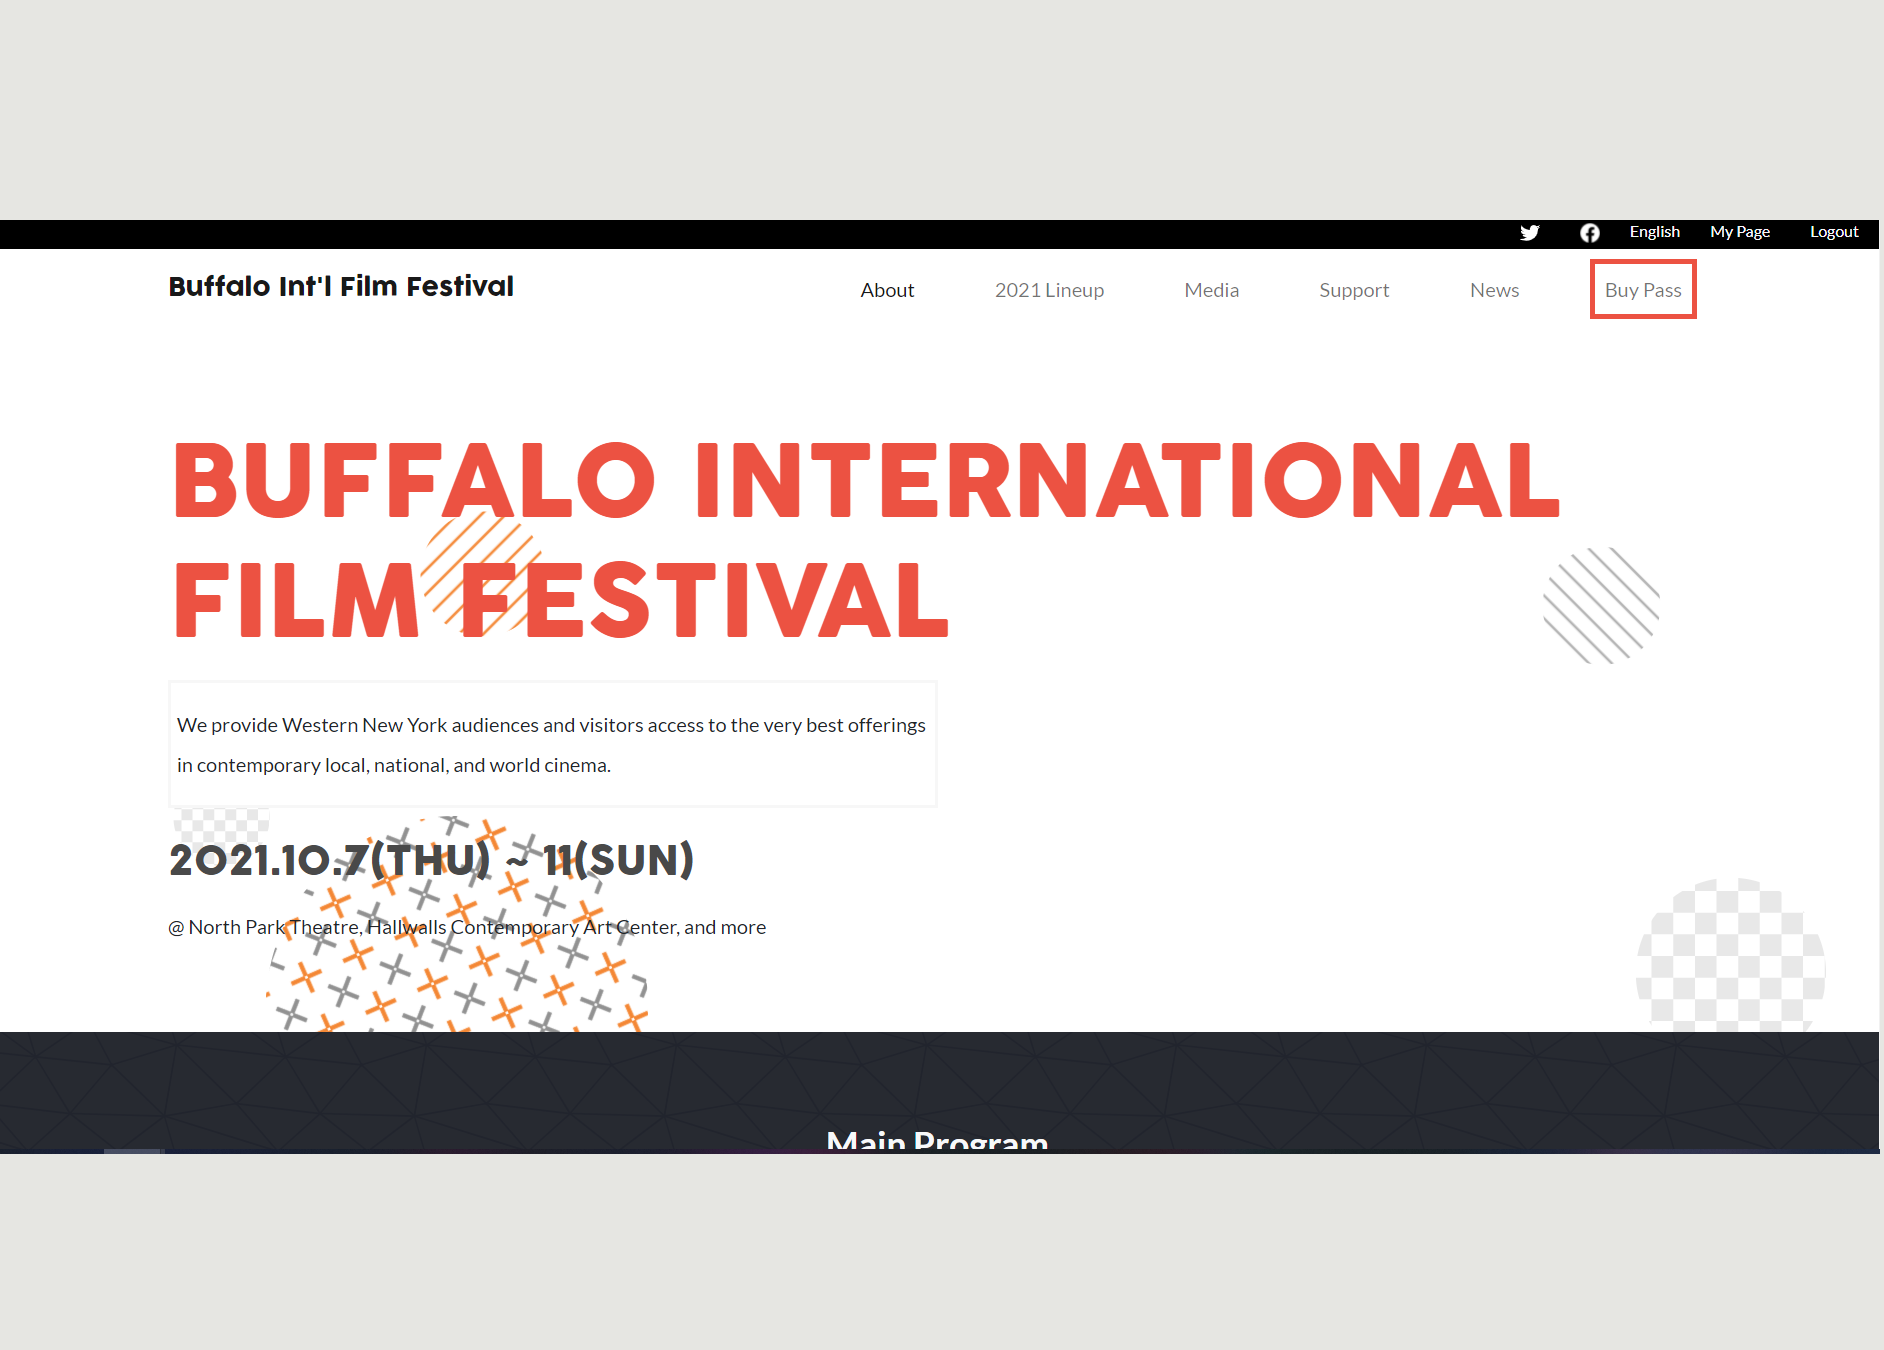 English My Page Logout
Buffalo Int'l Film Festival
About 2021 Lineup Media Support News Buy Pass
BUFFALO INTERNATIONAL
FILM FESTIVAL
We provide Western New York audiences and visitors access to the very best offerings
in contemporary local, national, and world cinema.
2021.10.7(THU) ~ 11(SUN)
@ North Park Theatre, Hallwalls Contemporary Art Center, and more
Main Program